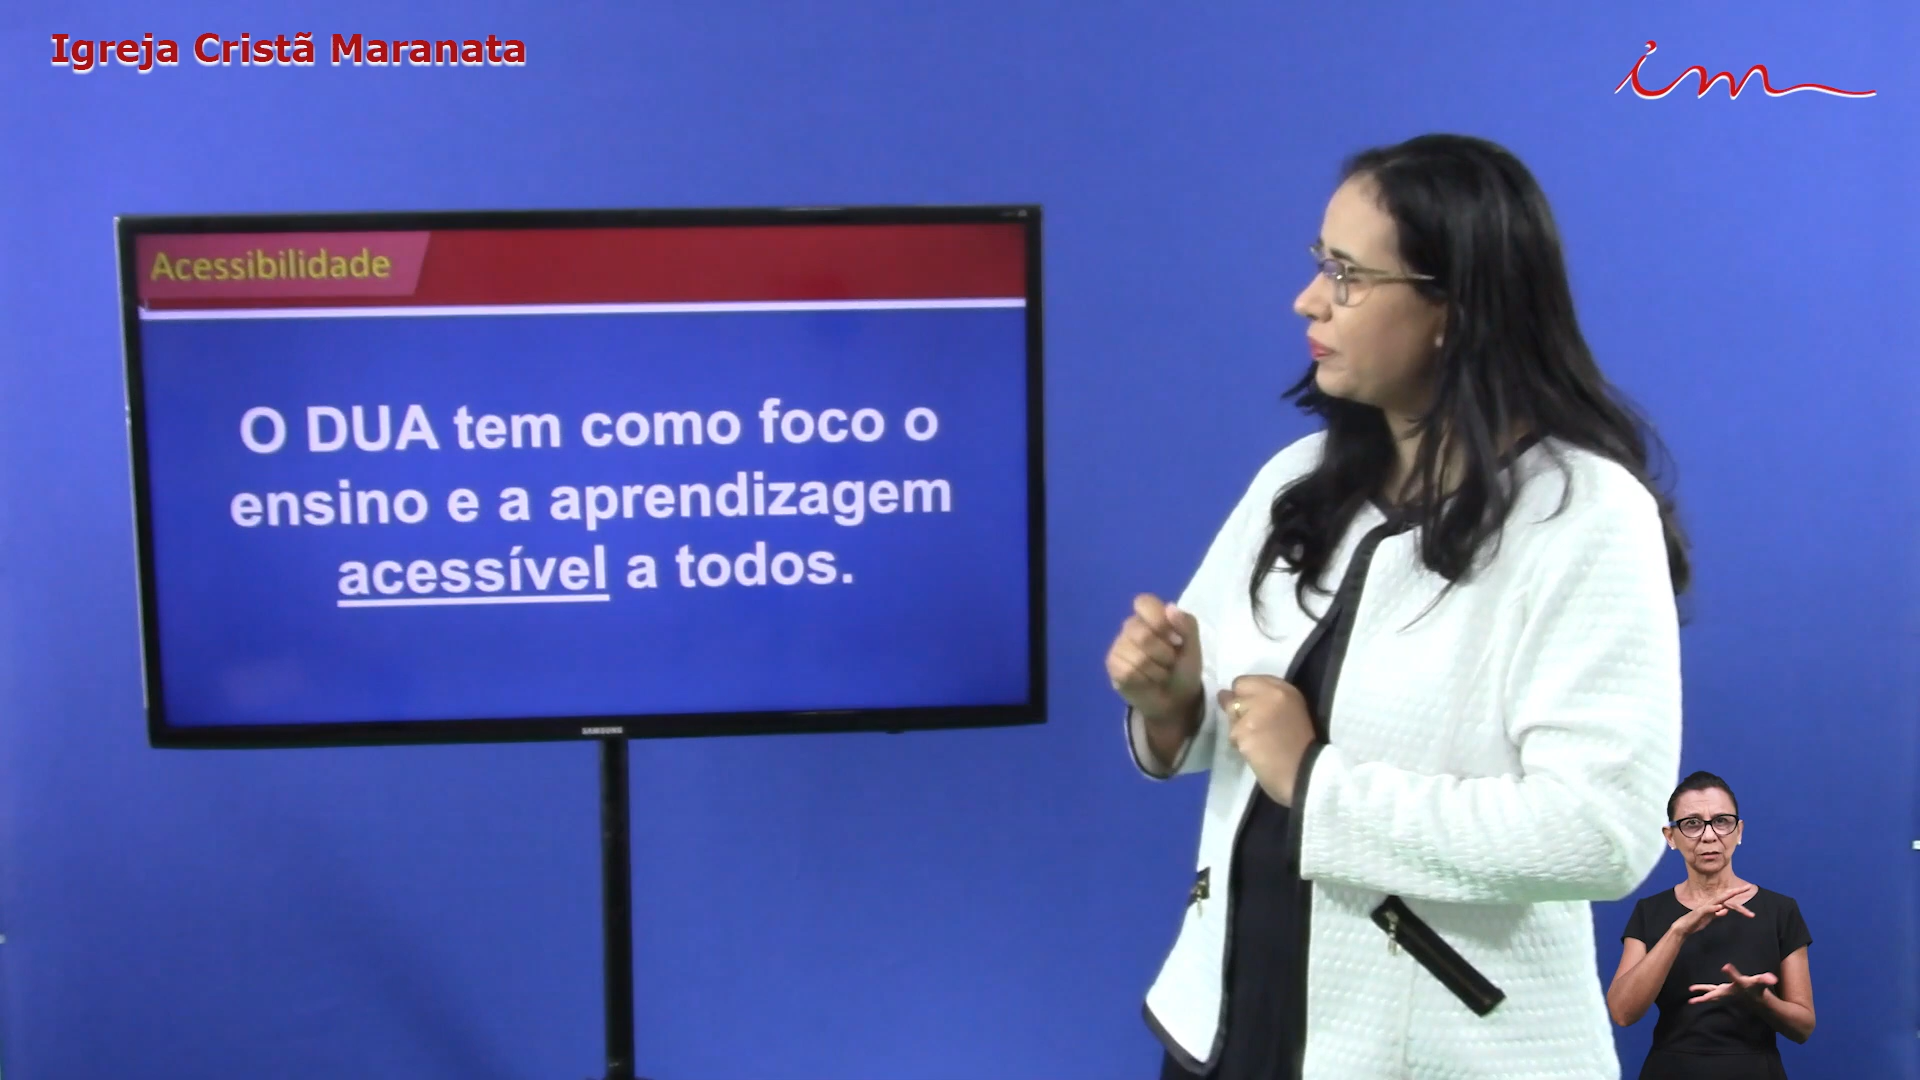 Igreja Cristã Maranata
im
Acessibilidade
O DUA tem como foco o
ensino e a aprendizagem
acessível a todos.
SAMSUNG